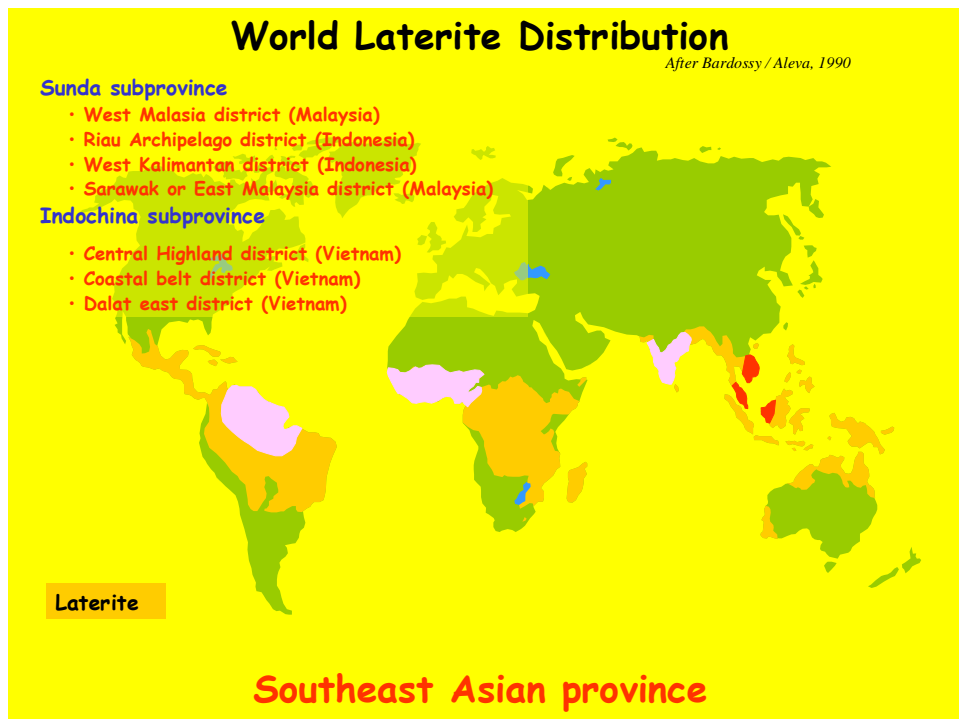 World Laterite Distribution
After Bardossy / Aleva, 1990
Sunda subprovince
• West Malasia district (Malaysia)
• Riau Archipelago district (Indonesia)
• West Kalimantan district (Indonesia)
• Sarawak or East Malaysia district (Malaysia)
Indochina subprovince
• Central Highland district (Vietnam)
• Coastal belt district (Vietnam)
• Dalat east district (Vietnam)
Laterite
Southeast Asian province